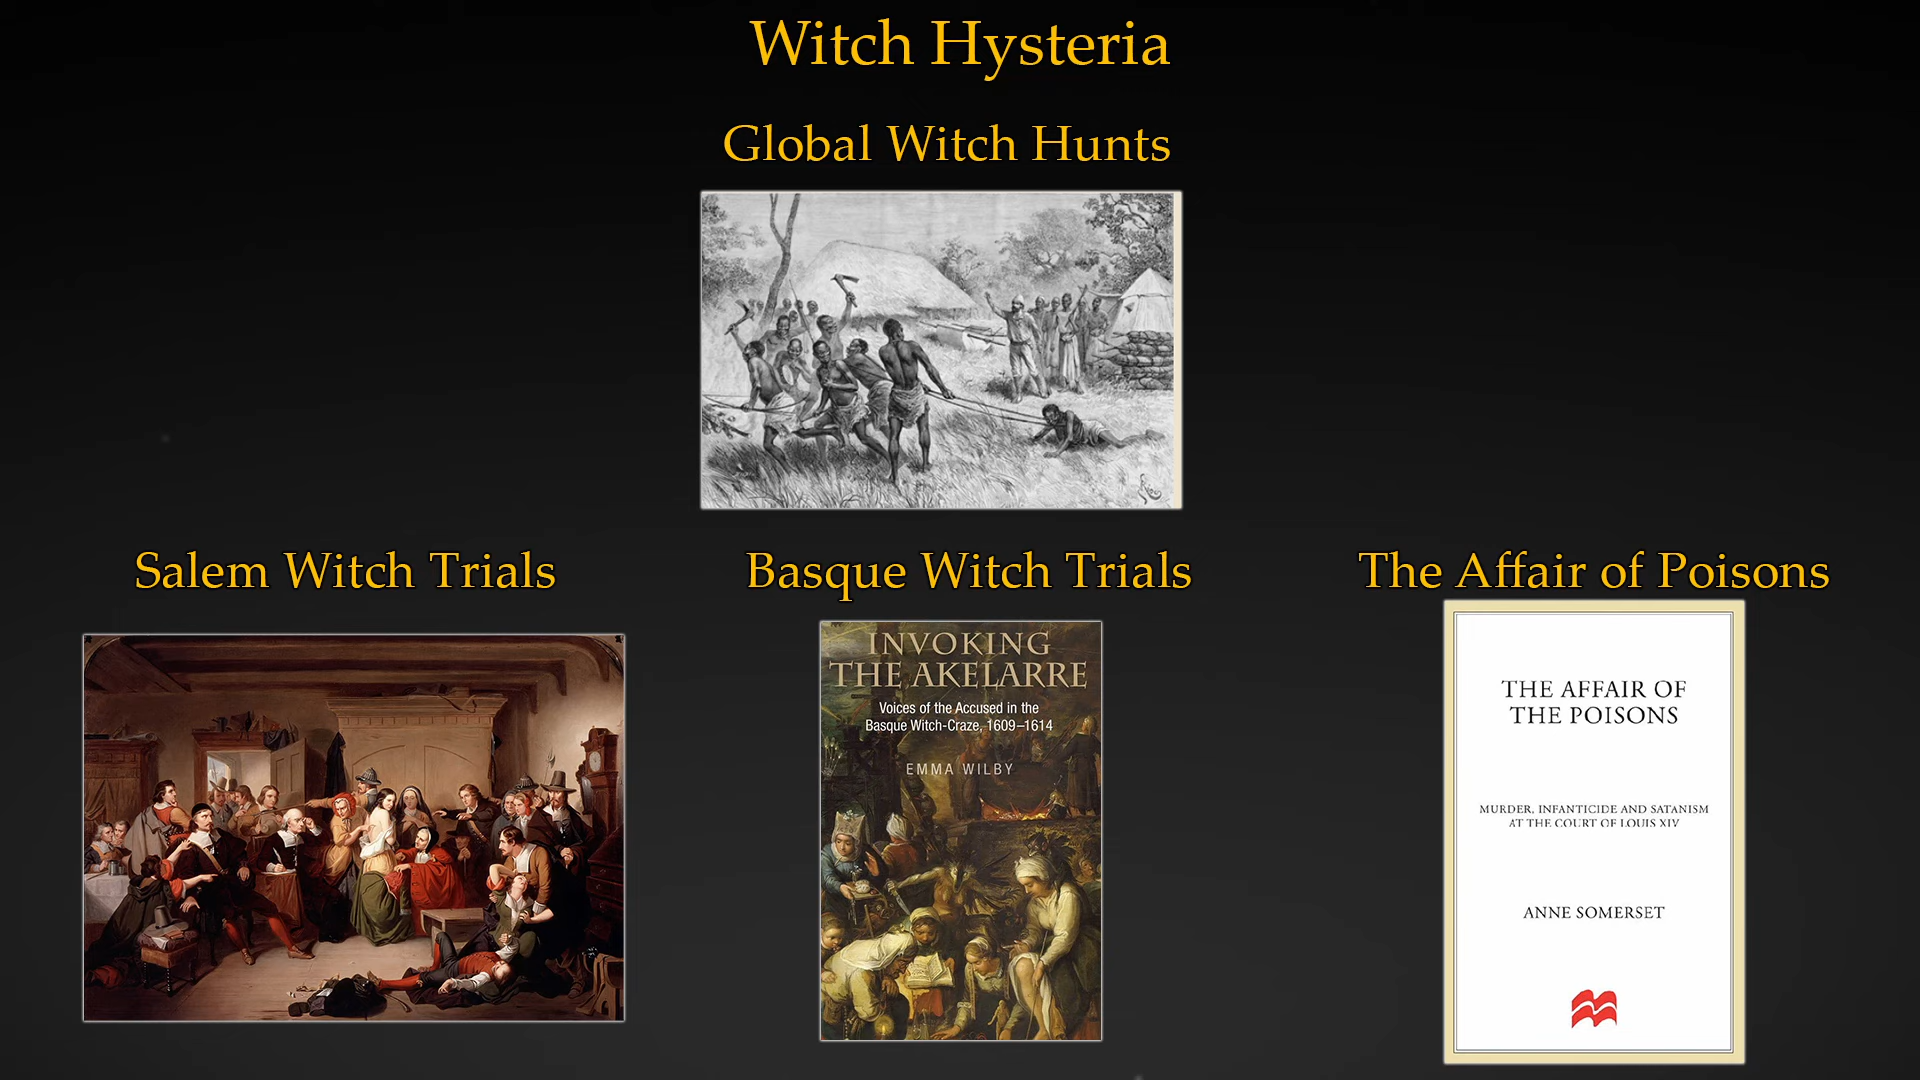 Witch Hysteria
Global Witch Hunts
Salem Witch Trials
Basque Witch Trials
The Affair of Poisons
INVOKING
THE AKELARRE
Voices of the Accused in the
Basque Witch-Craze, 1609–1614
EMMA WILBY
THE AFFAIR OF
THE POISONS
MURDER, INFANTICIDE AND SATANISM
AT THE COURT OF LOUIS XIV
ANNE SOMERSET